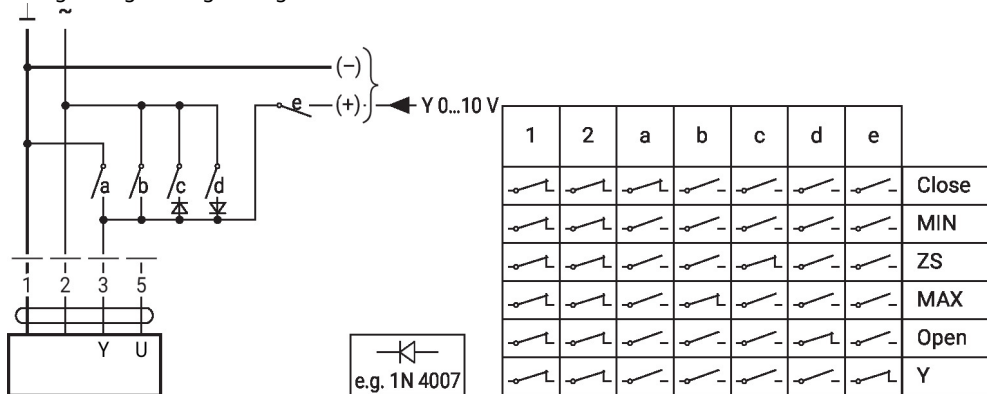 ⊥ ~
(–)
e (+) Y 0...10 V
a b c d
1 2 3 5
Y U
e.g. 1N 4007
1 2 a b c d e
Close
MIN
ZS
MAX
Open
Y